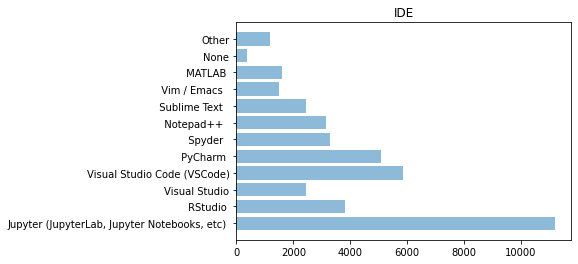 IDE
Other
None
MATLAB
Vim / Emacs
Sublime Text
Notepad++
Spyder
PyCharm
Visual Studio Code (VSCode)
Visual Studio
RStudio
Jupyter (JupyterLab, Jupyter Notebooks, etc)
0 2000 4000 6000 8000 10000